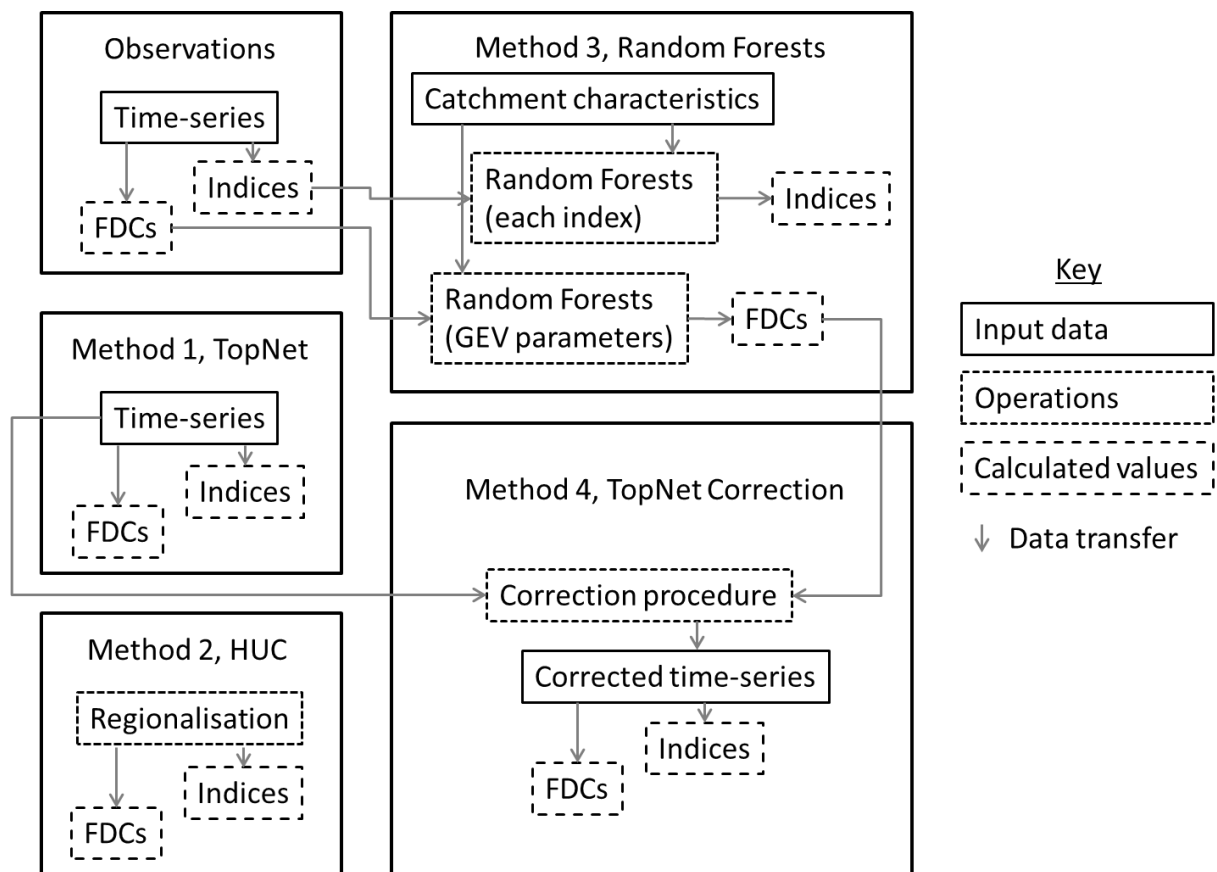 Observations
Time-series
Indices
FDCs
Method 1, TopNet
Time-series
Indices
FDCs
Method 2, HUC
Regionalisation
Indices
FDCs
Method 3, Random Forests
Catchment characteristics
Random Forests
(each index)
Indices
Random Forests
(GEV parameters)
FDCs
Method 4, TopNet Correction
Correction procedure
Corrected time-series
Indices
FDCs
Key
Input data
Operations
Calculated values
Data transfer